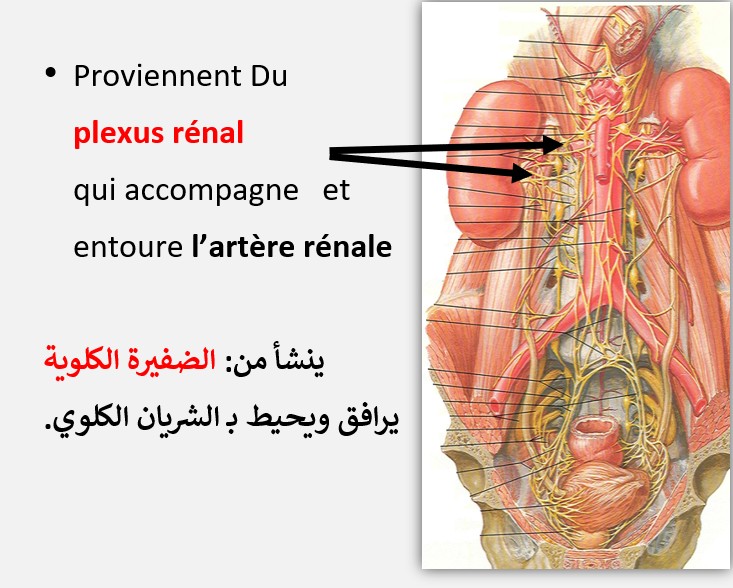 • Proviennent Du
plexus rénal
qui accompagne et
entoure l’artère rénale
ينشأ من: الضفيرة الكلوية
يرافق ويحيط بـ الشريان الكلوي.